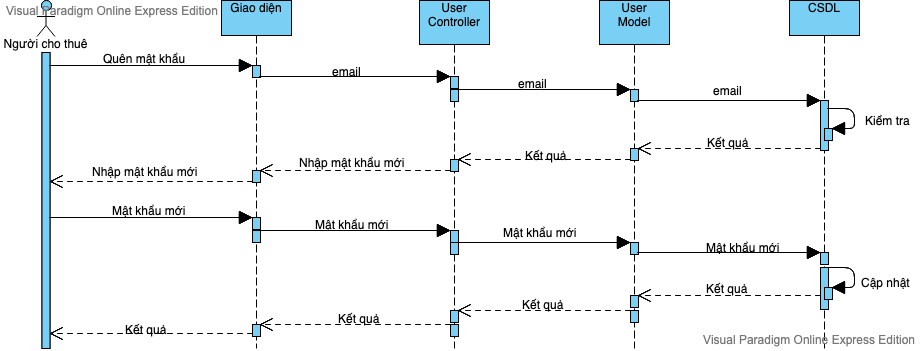 Visual Paradigm Online Express Edition
Giao diện
User
Controller
User
Model
CSDL
Người cho thuê
Quên mật khẩu
email
email
email
Kiểm tra
Kết quả
Kết quả
Nhập mật khẩu mới
Nhập mật khẩu mới
Mật khẩu mới
Mật khẩu mới
Mật khẩu mới
Mật khẩu mới
Cập nhật
Kết quả
Kết quả
Kết quả
Kết quả
Visual Paradigm Online Express Edition